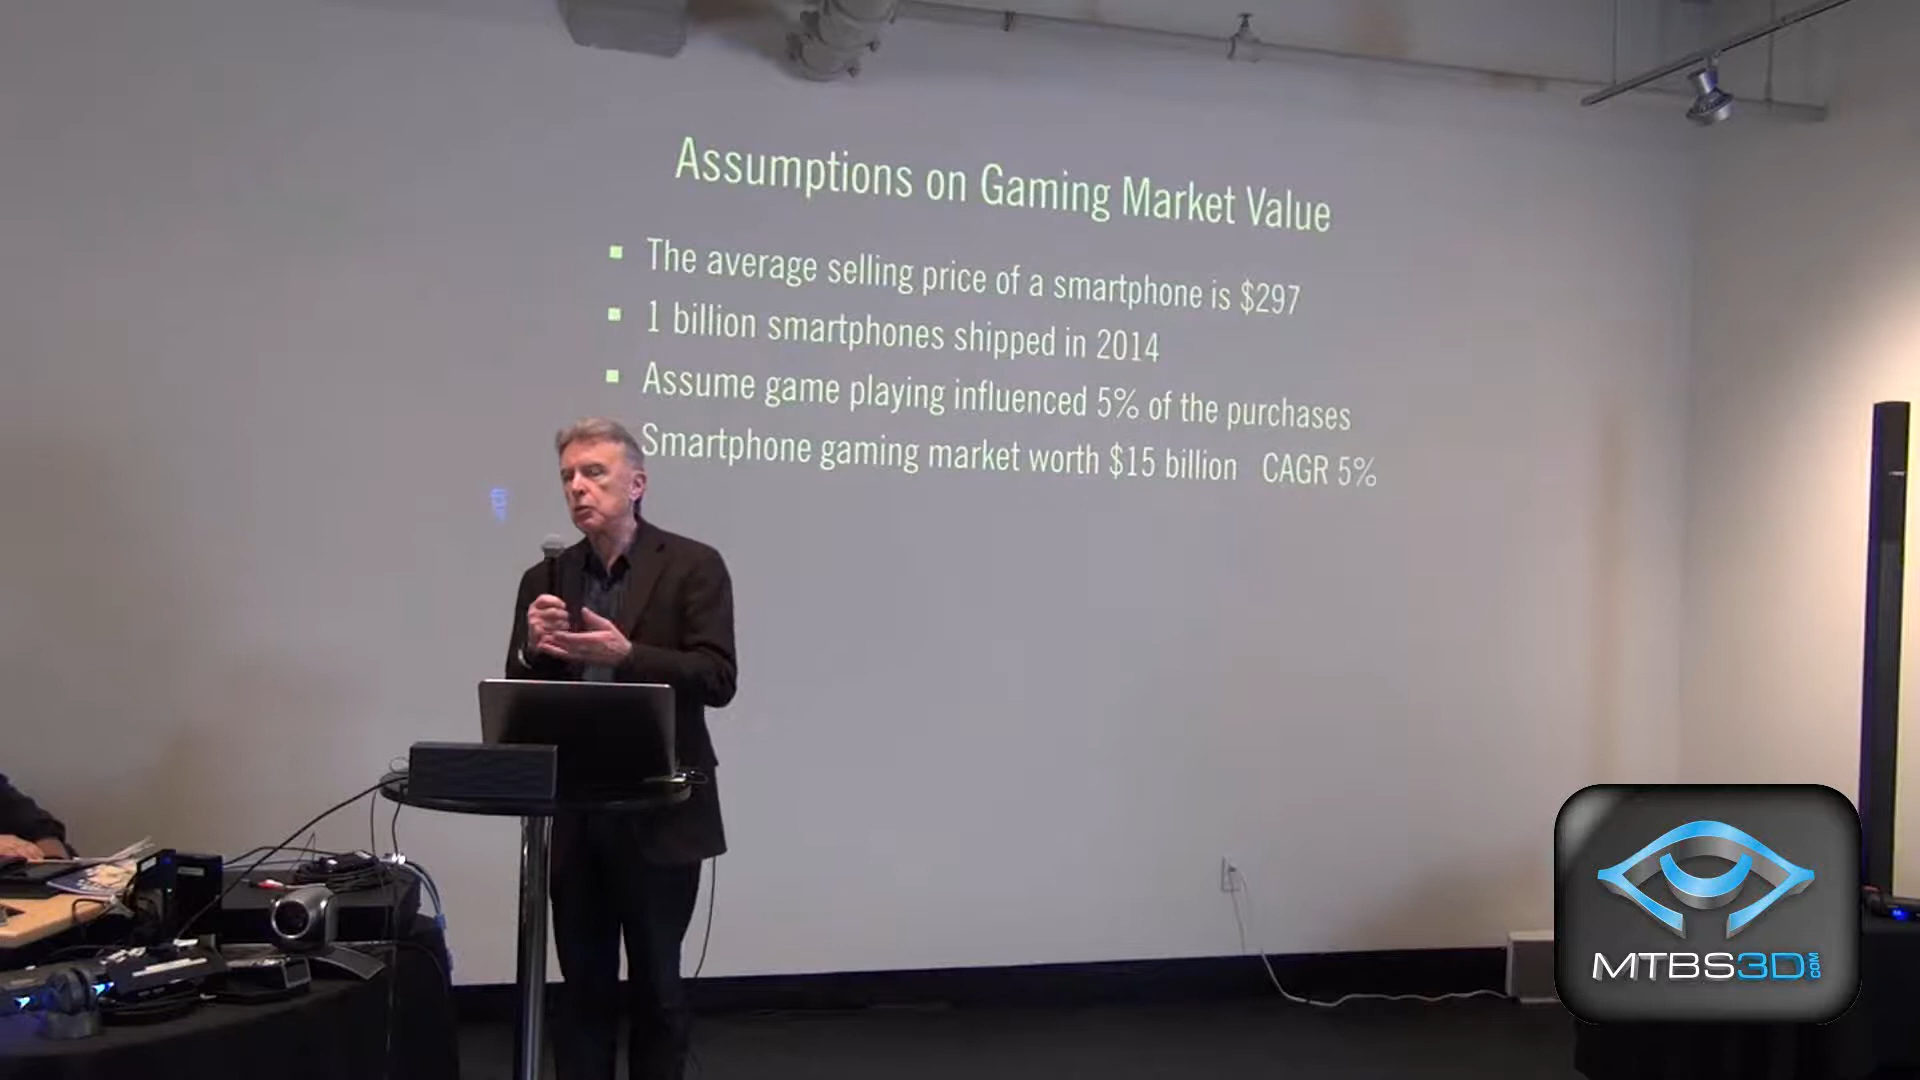 Assumptions on Gaming Market Value
▪ The average selling price of a smartphone is $297
▪ 1 billion smartphones shipped in 2014
▪ Assume game playing influenced 5% of the purchases
Smartphone gaming market worth $15 billion CAGR 5%
MTBS3D.COM